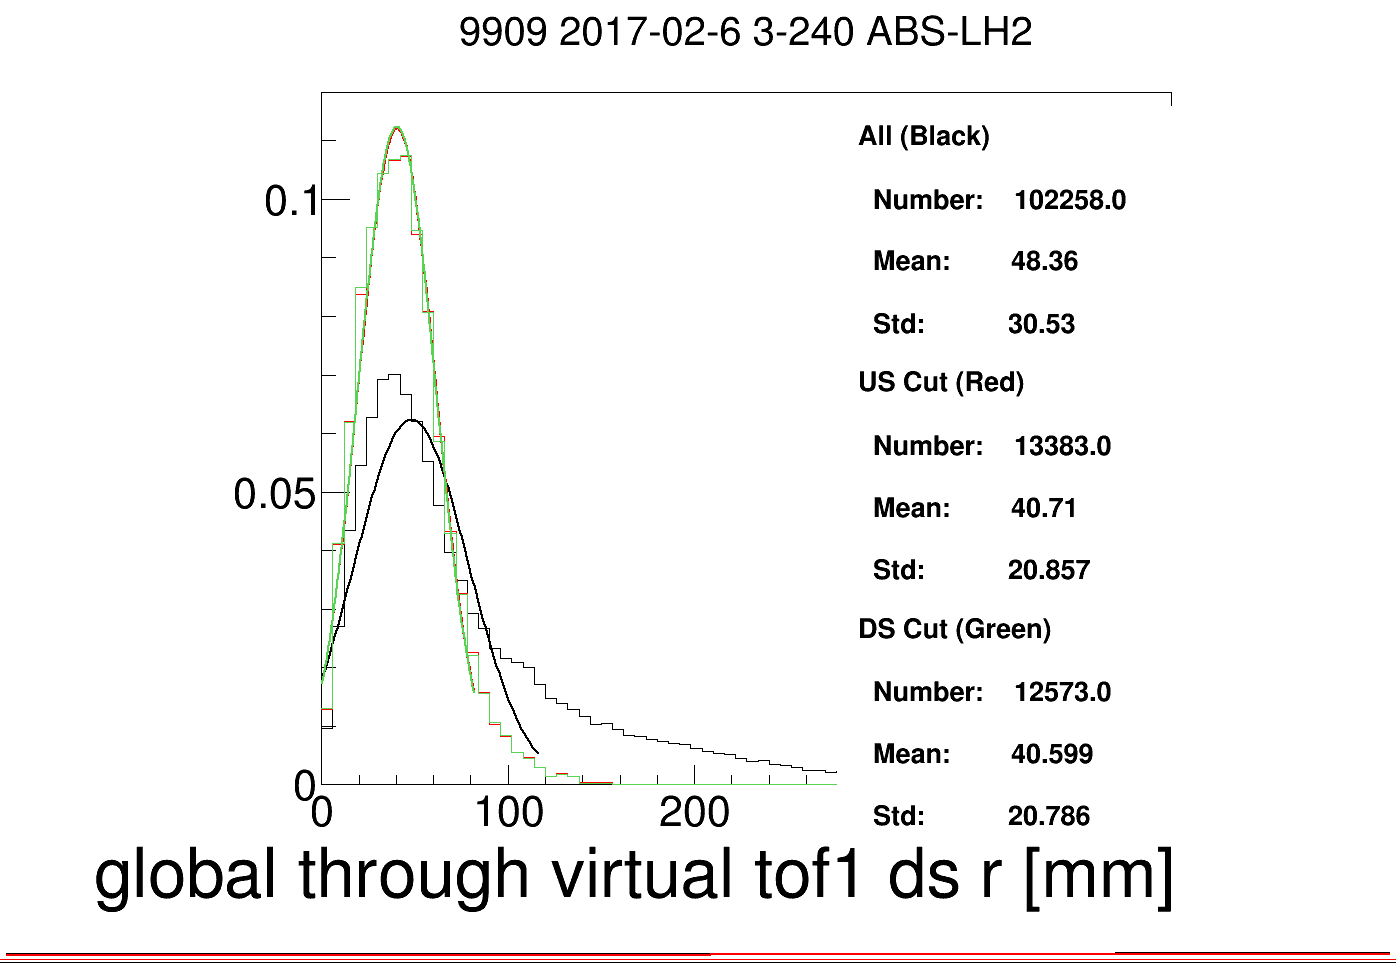 9909 2017-02-6 3-240 ABS-LH2
All (Black)
Number: 102258.0
Mean: 48.36
Std: 30.53
US Cut (Red)
Number: 13383.0
Mean: 40.71
Std: 20.857
DS Cut (Green)
Number: 12573.0
Mean: 40.599
Std: 20.786
0.1
0.05
0
0 100 200
global through virtual tof1 ds r [mm]